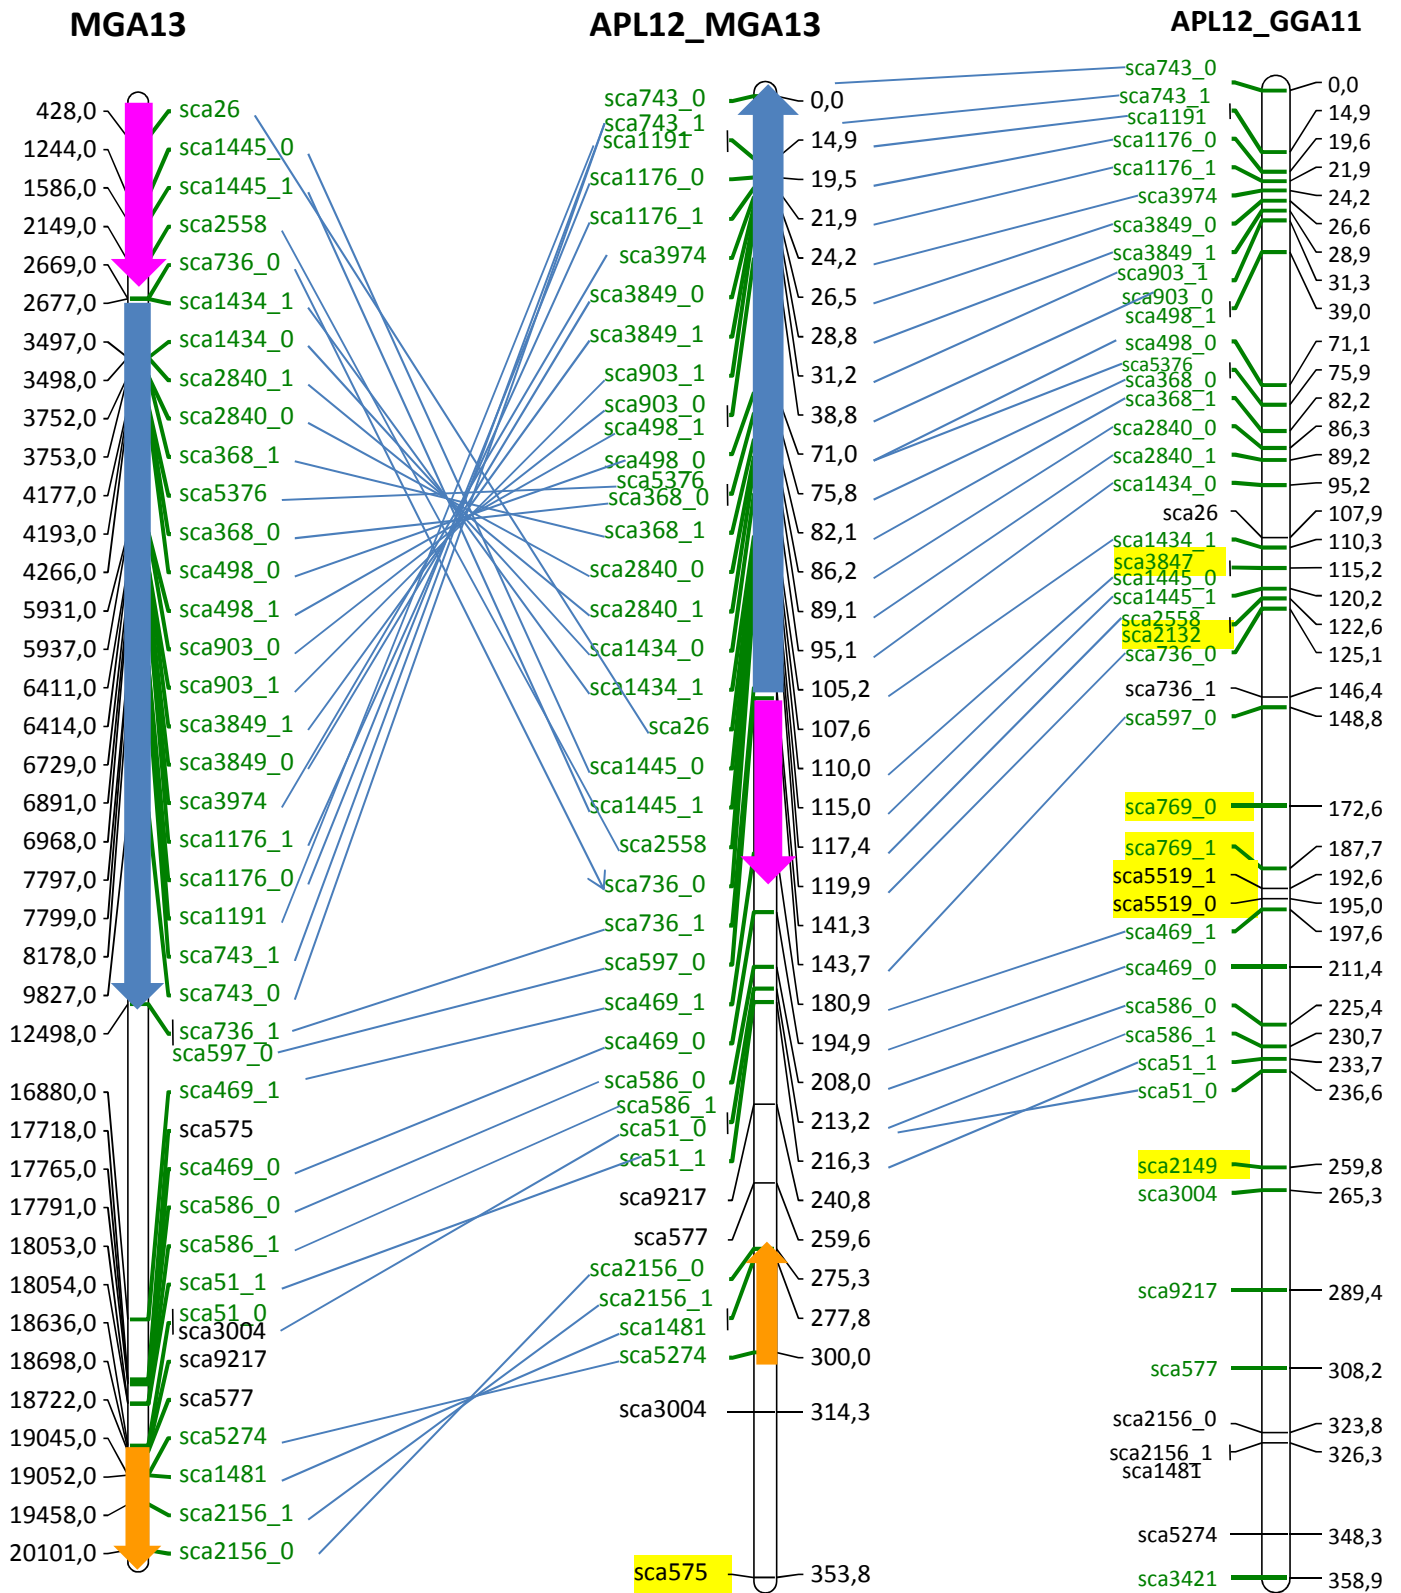 MGA13
428,0
1244,0
1586,0
2149,0
2669,0
2677,0
3497,0
3498,0
3752,0
3753,0
4177,0
4193,0
4266,0
5931,0
5937,0
6411,0
6414,0
6729,0
6891,0
6968,0
7797,0
7799,0
8178,0
9827,0
12498,0
16880,0
17718,0
17765,0
17791,0
18053,0
18054,0
18636,0
18698,0
18722,0
19045,0
19052,0
19458,0
20101,0
sca26
sca1445_0
sca1445_1
sca2558
sca736_0
sca1434_1
sca1434_0
sca2840_1
sca2840_0
sca368_1
sca5376
sca368_0
sca498_0
sca498_1
sca903_0
sca903_1
sca3849_1
sca3849_0
sca3974
sca1176_1
sca1176_0
sca1191
sca743_1
sca743_0
sca736_1
sca597_0
sca469_1
sca575
sca469_0
sca586_0
sca586_1
sca51_1
sca51_0
sca3004
sca9217
sca577
sca5274
sca1481
sca2156_1
sca2156_0
APL12_MGA13
sca743_0
sca743_1
sca1191
sca1176_0
sca1176_1
sca3974
sca3849_0
sca3849_1
sca903_1
sca903_0
sca498_1
sca498_0
sca5376
sca368_0
sca368_1
sca2840_0
sca2840_1
sca1434_0
sca1434_1
sca26
sca1445_0
sca1445_1
sca2558
sca736_0
sca736_1
sca597_0
sca469_1
sca469_0
sca586_0
sca586_1
sca51_0
sca51_1
sca9217
sca577
sca2156_0
sca2156_1
sca1481
sca5274
sca3004
sca575
0,0
14,9
19,5
21,9
24,2
26,5
28,8
31,2
38,8
71,0
75,8
82,1
86,2
89,1
95,1
105,2
107,6
110,0
115,0
117,4
119,9
141,3
143,7
180,9
194,9
208,0
213,2
216,3
240,8
259,6
275,3
277,8
300,0
314,3
353,8
APL12_GGA11
sca743_0
sca743_1
sca1191
sca1176_0
sca1176_1
sca3974
sca3849_0
sca3849_1
sca903_1
sca903_0
sca498_1
sca498_0
sca5376
sca368_0
sca368_1
sca2840_0
sca2840_1
sca1434_0
sca26
sca1434_1
sca3847
sca1445_0
sca1445_1
sca2558
sca2132
sca736_0
sca736_1
sca597_0
sca769_0
sca769_1
sca5519_1
sca5519_0
sca469_1
sca469_0
sca586_0
sca586_1
sca51_1
sca51_0
sca2149
sca3004
sca9217
sca577
sca2156_0
sca2156_1
sca1481
sca5274
sca3421
0,0
14,9
19,6
21,9
24,2
26,6
28,9
31,3
39,0
71,1
75,9
82,2
86,3
89,2
95,2
107,9
110,3
115,2
120,2
122,6
125,1
146,4
148,8
172,6
187,7
192,6
195,0
197,6
211,4
225,4
230,7
233,7
236,6
259,8
265,3
289,4
308,2
323,8
326,3
348,3
358,9